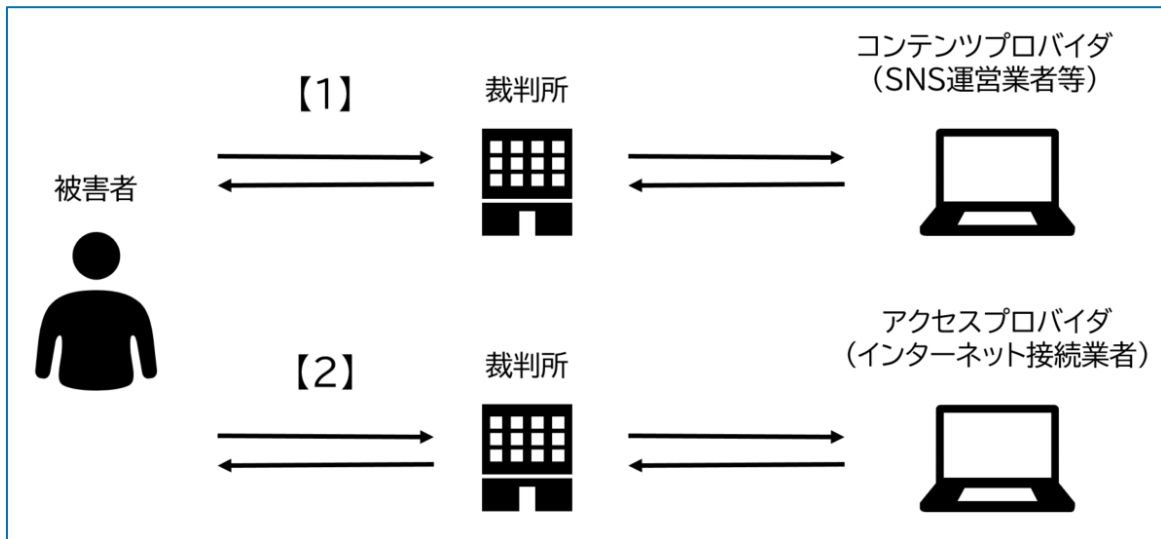 コンテンツプロバイダ
(SNS運営業者等)
【1】
裁判所
被害者
アクセスプロバイダ
(インターネット接続業者)
【2】
裁判所